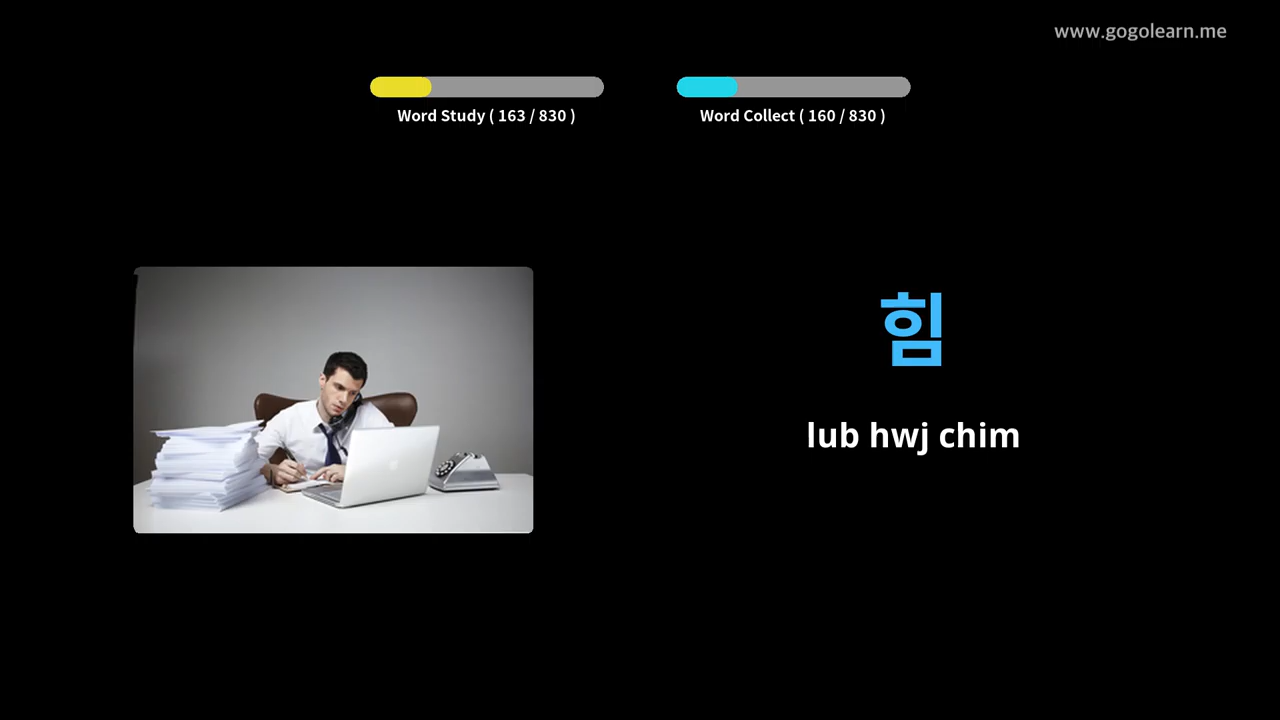 www.gogolearn.me
Word Study ( 163 / 830 )
Word Collect ( 160 / 830 )
힘
lub hwj chim